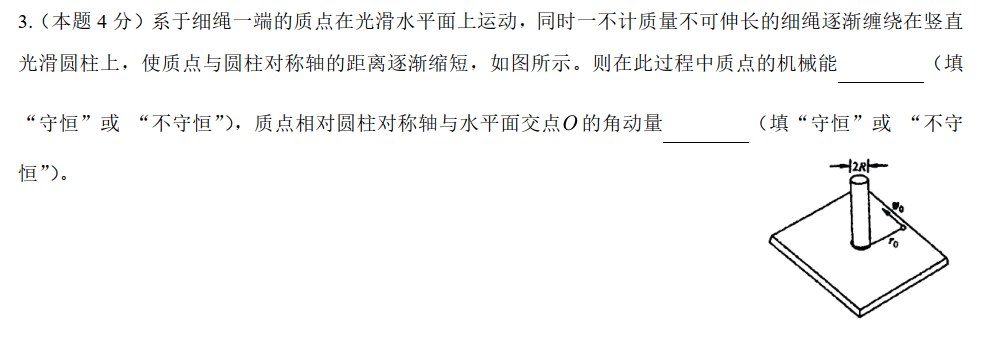 3.（本题 4 分）系于细绳一端的质点在光滑水平面上运动，同时一不计质量不可伸长的细绳逐渐缠绕在竖直
光滑圆柱上，使质点与圆柱对称轴的距离逐渐缩短，如图所示。则在此过程中质点的机械能________（填
“守恒”或 “不守恒”），质点相对圆柱对称轴与水平面交点O的角动量________（填“守恒”或 “不守
恒”）。
2R
v₀
r₀